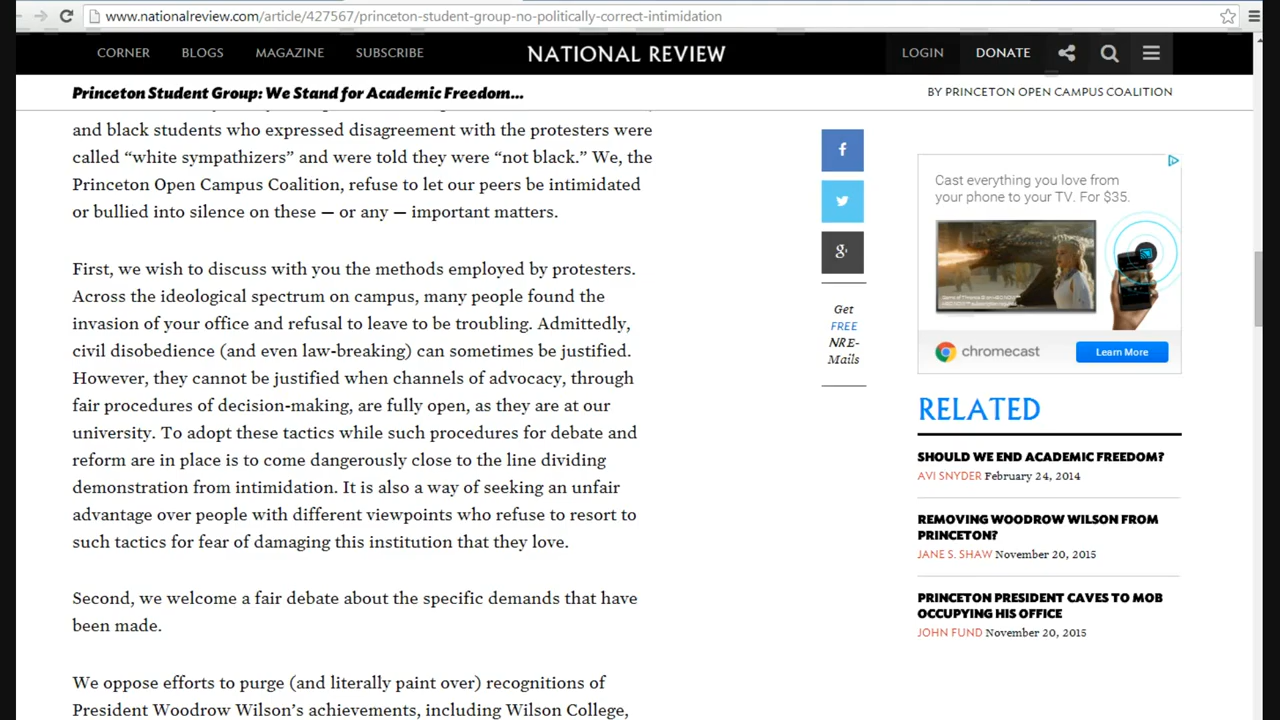 www.nationalreview.com/article/427567/princeton-student-group-no-politically-correct-intimidation
CORNER BLOGS MAGAZINE SUBSCRIBE NATIONAL REVIEW LOGIN DONATE
Princeton Student Group: We Stand for Academic Freedom... BY PRINCETON OPEN CAMPUS COALITION
and black students who expressed disagreement with the protesters were
called “white sympathizers” and were told they were “not black.” We, the
Princeton Open Campus Coalition, refuse to let our peers be intimidated
or bullied into silence on these — or any — important matters.
First, we wish to discuss with you the methods employed by protesters.
Across the ideological spectrum on campus, many people found the
invasion of your office and refusal to leave to be troubling. Admittedly,
civil disobedience (and even law-breaking) can sometimes be justified.
However, they cannot be justified when channels of advocacy, through
fair procedures of decision-making, are fully open, as they are at our
university. To adopt these tactics while such procedures for debate and
reform are in place is to come dangerously close to the line dividing
demonstration from intimidation. It is also a way of seeking an unfair
advantage over people with different viewpoints who refuse to resort to
such tactics for fear of damaging this institution that they love.
Second, we welcome a fair debate about the specific demands that have
been made.
We oppose efforts to purge (and literally paint over) recognitions of
President Woodrow Wilson’s achievements, including Wilson College,
f
g+
Get
FREE
NRE-
Mails
Cast everything you love from
your phone to your TV. For $35.
chromecast
Learn More
RELATED
SHOULD WE END ACADEMIC FREEDOM?
AVI SNYDER February 24, 2014
REMOVING WOODROW WILSON FROM
PRINCETON?
JANE S. SHAW November 20, 2015
PRINCETON PRESIDENT CAVES TO MOB
OCCUPYING HIS OFFICE
JOHN FUND November 20, 2015